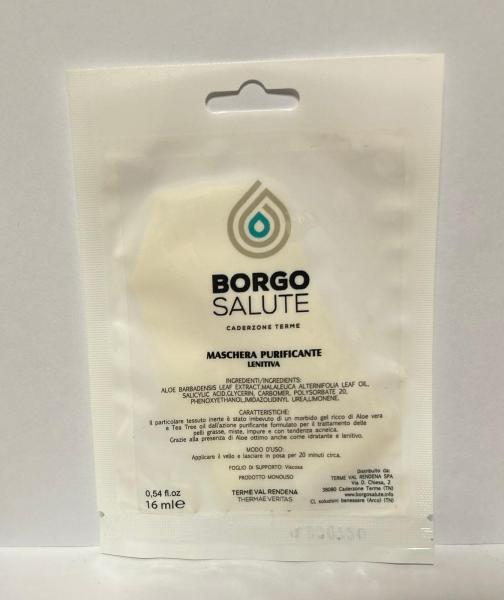 BORGO
SALUTE
CADERZONE TERME
MASCHERA PURIFICANTE
LENITIVA
INGREDIENTI/INGREDIENTS:
ALOE BARBADENSIS LEAF EXTRACT,MALALEUCA ALTERNIFOLIA LEAF OIL,
SALICYLIC ACID,GLYCERIN, CARBOMER, POLYSORBATE 20,
PHENOXYETHANOL,IMIDAZOLIDINYL UREA,LIMONENE.
CARATTERISTICHE:
Il particolare tessuto inerte è stato imbevuto di un morbido gel ricco di Aloe vera
e Tea Tree oil dall'azione purificante formulato per il trattamento delle
pelli grasse, miste, impure e con tendenza acneica.
Grazie alla presenza di Aloe ottimo anche come idratante e lenitivo.
MODO D'USO:
Applicare il vello e lasciare in posa per 20 minuti circa.
FOGLIO DI SUPPORTO: Viscosa
PRODOTTO MONOUSO
0,54 fl.oz
16 ml℮
TERME VAL RENDENA
THERMAE VERITAS
Distribuito da:
TERME VAL RENDENA SPA
Via D. Chiesa, 2
38080 Caderzone Terme (TN)
www.borgosalute.info
CL soluzioni benessere (Arco) (TN)